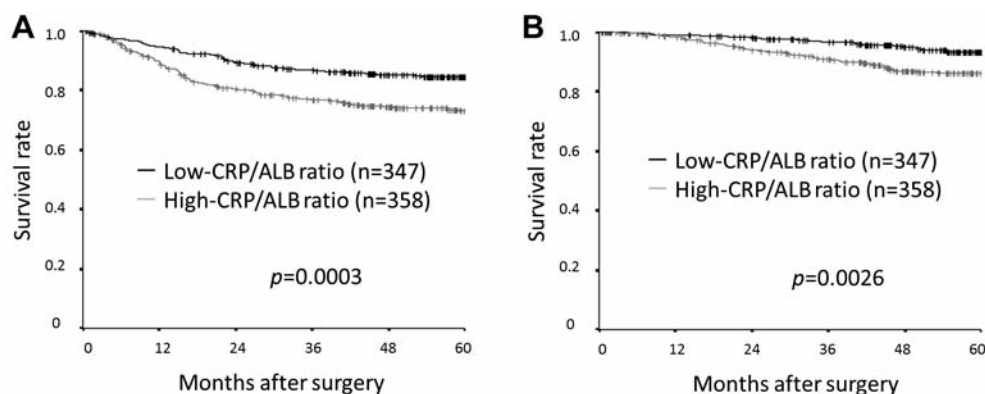 A
1.0
0.8
0.6
0.4
0.2
0
Survival rate
Low-CRP/ALB ratio (n=347)
High-CRP/ALB ratio (n=358)
p=0.0003
0 12 24 36 48 60
Months after surgery
B
1.0
0.8
0.6
0.4
0.2
0
Survival rate
Low-CRP/ALB ratio (n=347)
High-CRP/ALB ratio (n=358)
p=0.0026
0 12 24 36 48 60
Months after surgery